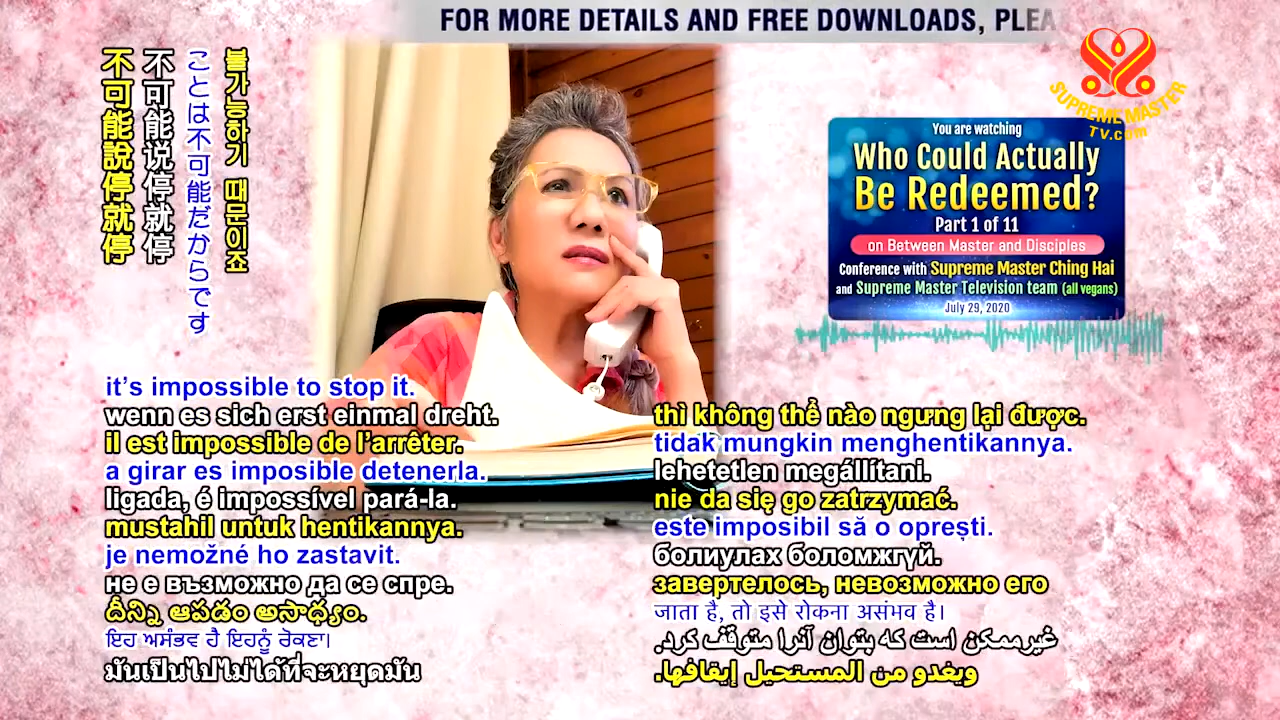 FOR MORE DETAILS AND FREE DOWNLOADS, PLEA
SUPREME MASTER
TV.com
불가능하기 때문이죠
ことは不可能だからです
不可能说停就停
不可能說停就停
You are watching
Who Could Actually
Be Redeemed?
Part 1 of 11
on Between Master and Disciples
Conference with Supreme Master Ching Hai
and Supreme Master Television team (all vegans)
July 29, 2020
it’s impossible to stop it.
wenn es sich erst einmal dreht.
il est impossible de l’arrêter.
a girar es imposible detenerla.
ligada, é impossível pará-la.
mustahil untuk hentikannya.
je nemožné ho zastavit.
не е възможно да се спре.
దీన్ని ఆపడం అసాధ్యం.
ਇਹ ਅਸੰਭਵ ਹੈ ਇਹਨੂੰ ਰੋਕਣਾ।
มันเป็นไปไม่ได้ที่จะหยุดมัน
thì không thể nào ngưng lại được.
tidak mungkin menghentikannya.
lehetetlen megállítani.
nie da się go zatrzymać.
este imposibil să o oprești.
болиулах боломжгүй.
завертелось, невозможно его
जाता है, तो इसे रोकना असंभव है।
غیرممکن است که بتوان آنرا متوقف کرد.
ويغدو من المستحيل إيقافها.